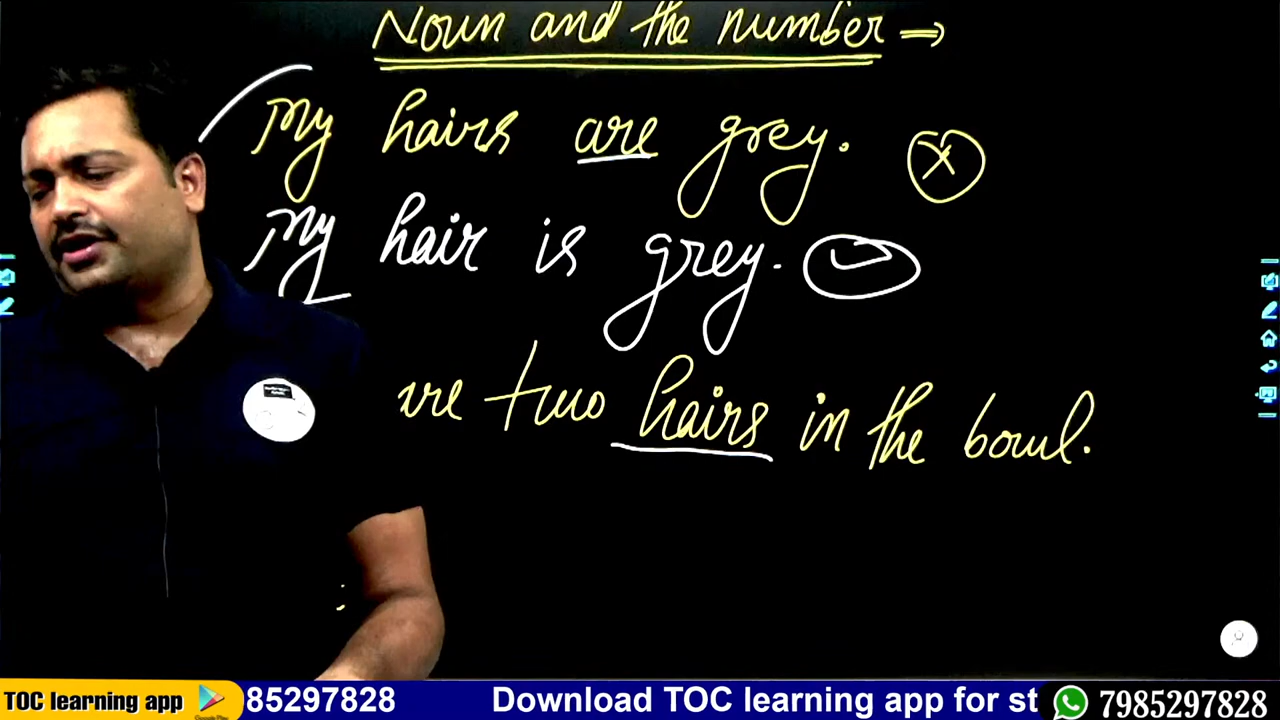 Noun and the number ⇒
My hairs are grey.
My hair is grey.
are two hairs in the bowl.
TOC learning app
85297828
Download TOC learning app for st
7985297828